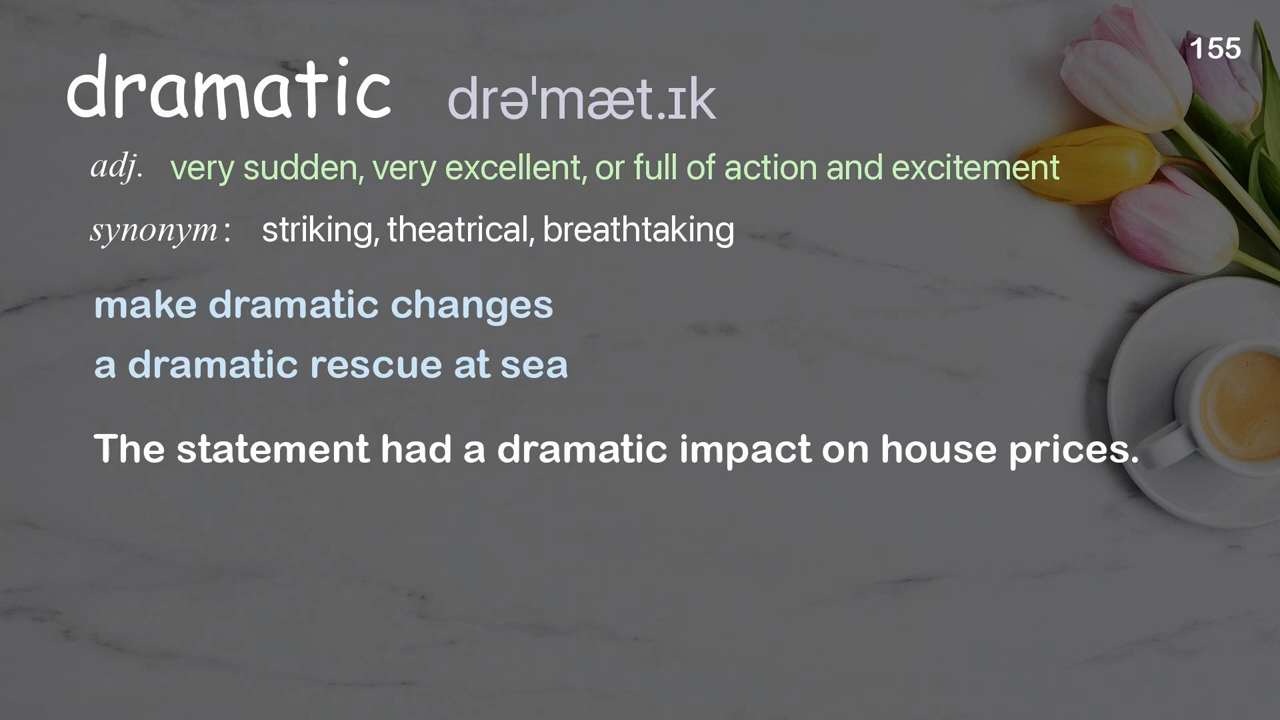 155
dramatic drəˈmæt.ɪk
adj. very sudden, very excellent, or full of action and excitement
synonym: striking, theatrical, breathtaking
make dramatic changes
a dramatic rescue at sea
The statement had a dramatic impact on house prices.